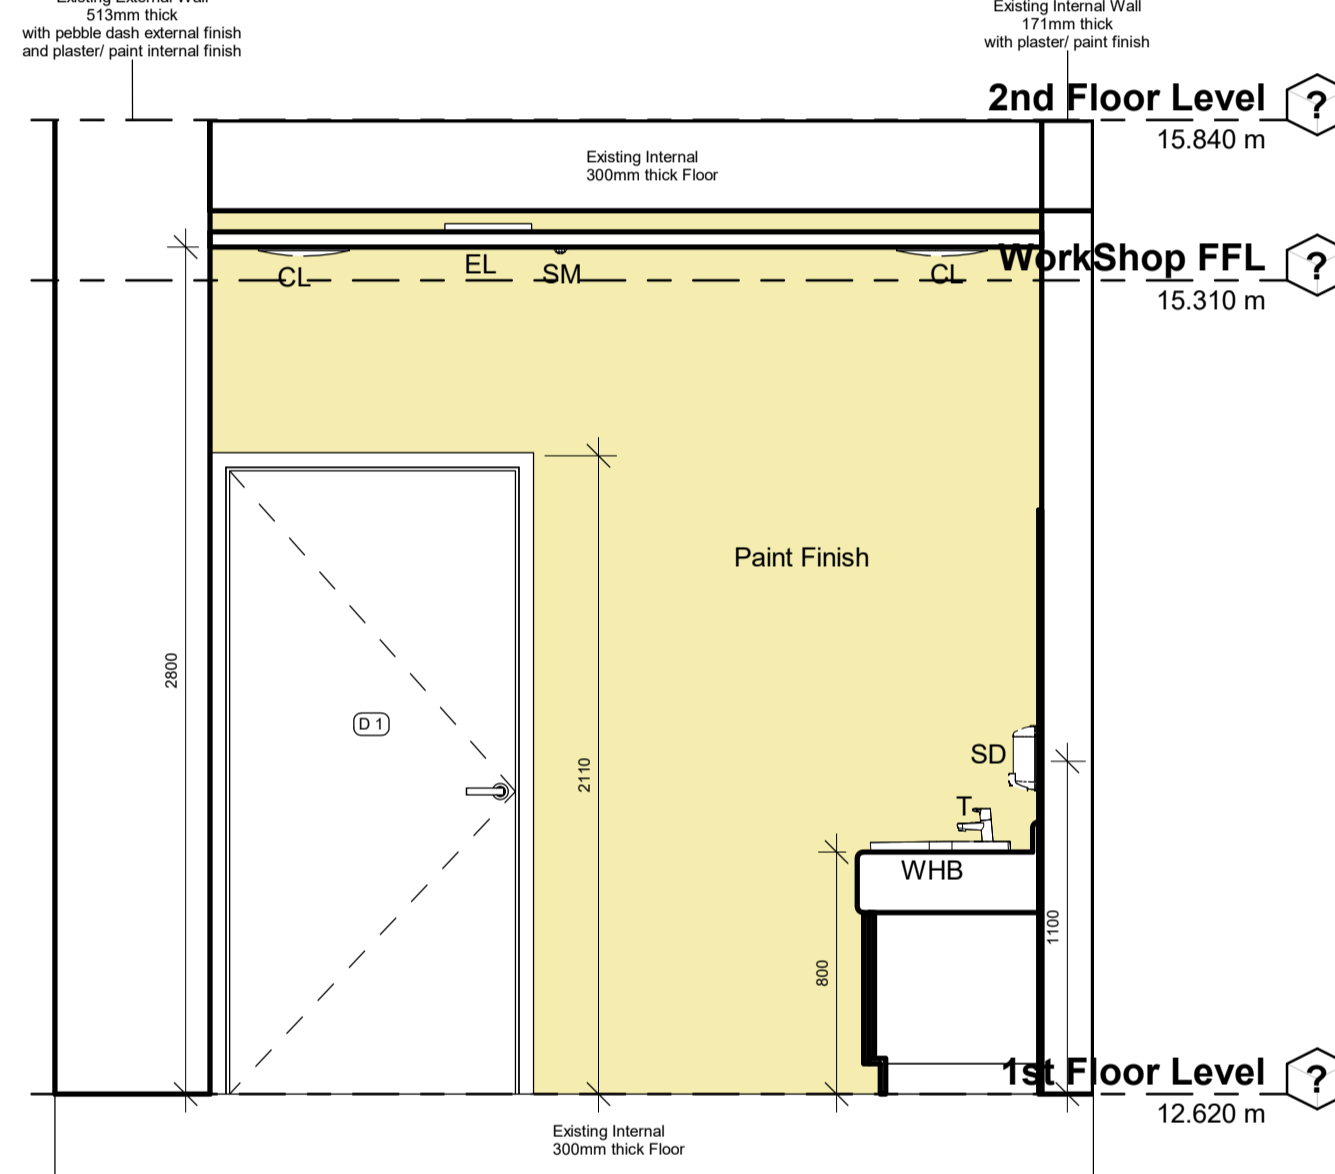 Existing External Wall
513mm thick
with pebble dash external finish
and plaster/ paint internal finish
Existing Internal Wall
171mm thick
with plaster/ paint finish
2nd Floor Level
?
15.840 m
Existing Internal
300mm thick Floor
CL
EL
SM
CL
WorkShop FFL
?
15.310 m
Paint Finish
2800
D 1
2110
SD
T
WHB
800
1100
1st Floor Level
?
12.620 m
Existing Internal
300mm thick Floor